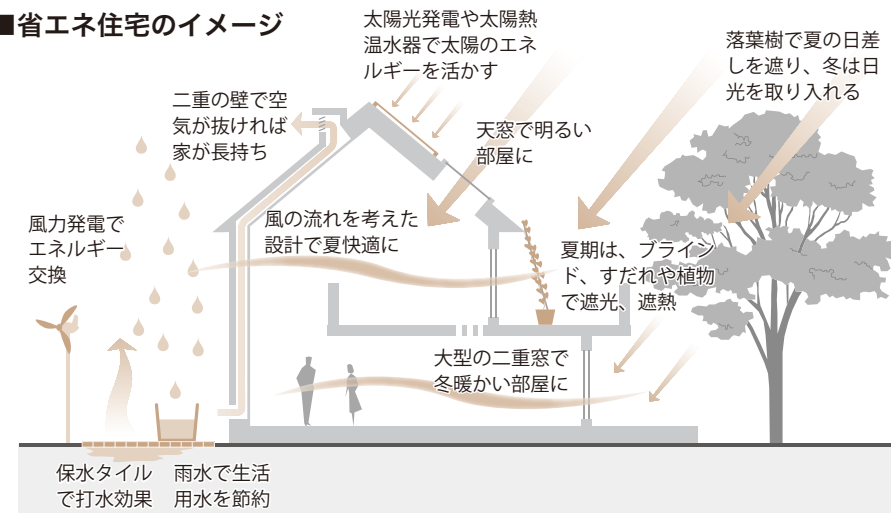 ■省エネ住宅のイメージ
太陽光発電や太陽熱
温水器で太陽のエネ
ルギーを活かす
落葉樹で夏の日差
しを遮り、冬は日
光を取り入れる
二重の壁で空
気が抜ければ
家が長持ち
天窓で明るい
部屋に
風力発電で
エネルギー
交換
風の流れを考えた
設計で夏快適に
夏期は、ブライン
ド、すだれや植物
で遮光、遮熱
大型の二重窓で
冬暖かい部屋に
保水タイル
で打水効果
雨水で生活
用水を節約